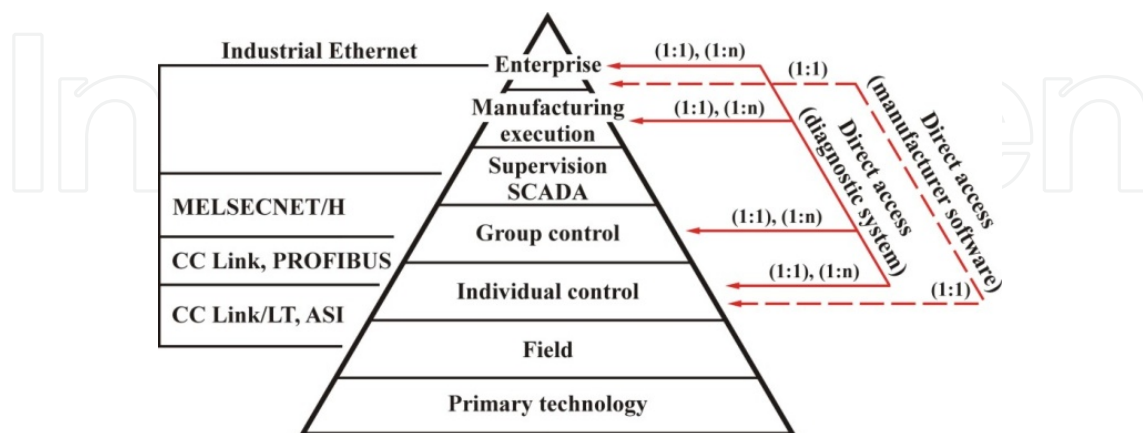 Industrial Ethernet
MELSECNET/H
CC Link, PROFIBUS
CC Link/LT, ASI
Enterprise
Manufacturing
execution
Supervision
SCADA
Group control
Individual control
Field
Primary technology
(1:1), (1:n)
(1:1)
(1:1), (1:n)
(1:1), (1:n)
(1:1), (1:n)
(1:1)
Direct access
(diagnostic system)
Direct access
(manufacturer software)